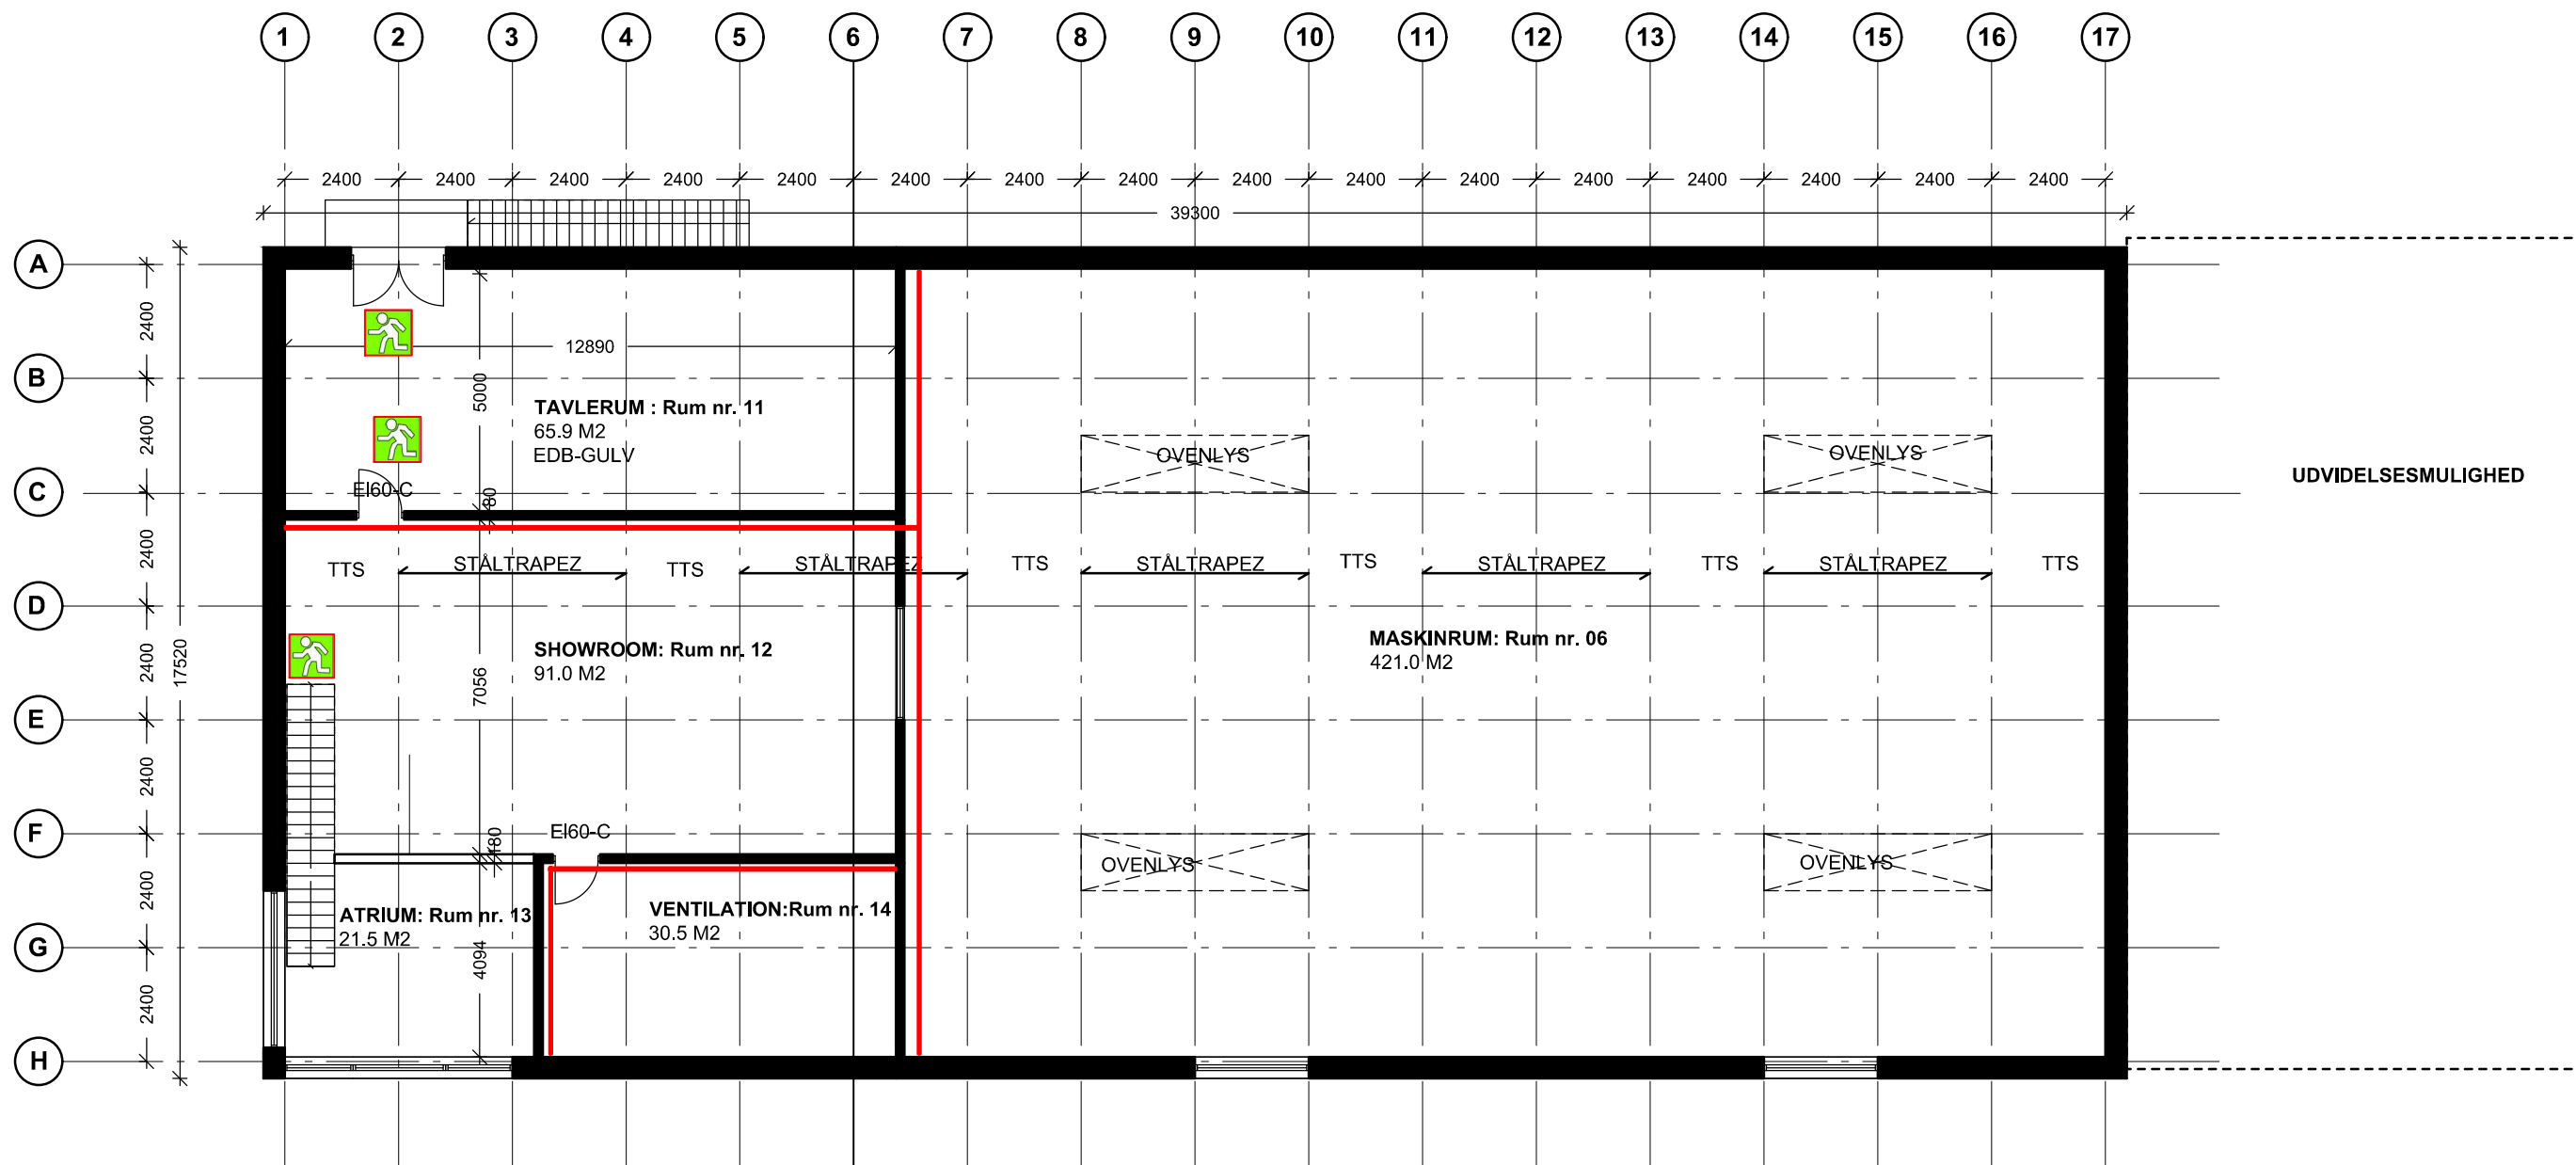 1 2 3 4 5 6 7 8 9 10 11 12 13 14 15 16 17
2400 2400 2400 2400 2400 2400 2400 2400 2400 2400 2400 2400 2400 2400 2400 2400
39300
A
B
C
D
E
F
G
H
2400
2400
2400
2400
2400
2400
2400
17520
12890
5000
TAVLERUM : Rum nr. 11
65.9 M2
EDB-GULV
EI60-C
OVENLYS
OVENLYS
UDVIDELSESMULIGHED
TTS STÅLTRAPEZ TTS STÅLTRAPEZ TTS STÅLTRAPEZ TTS STÅLTRAPEZ TTS STÅLTRAPEZ TTS
SHOWROOM: Rum nr. 12
91.0 M2
7056
MASKINRUM: Rum nr. 06
421.0 M2
EI60-C
180
OVENLYS
OVENLYS
ATRIUM: Rum nr. 13
21.5 M2
4094
VENTILATION:Rum nr. 14
30.5 M2